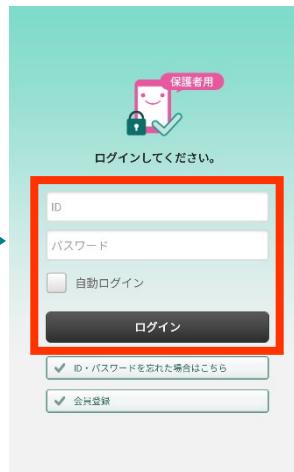 保護者用
ログインしてください。
ID
パスワード
自動ログイン
ログイン
ID・パスワードを忘れた場合はこちら
会員登録